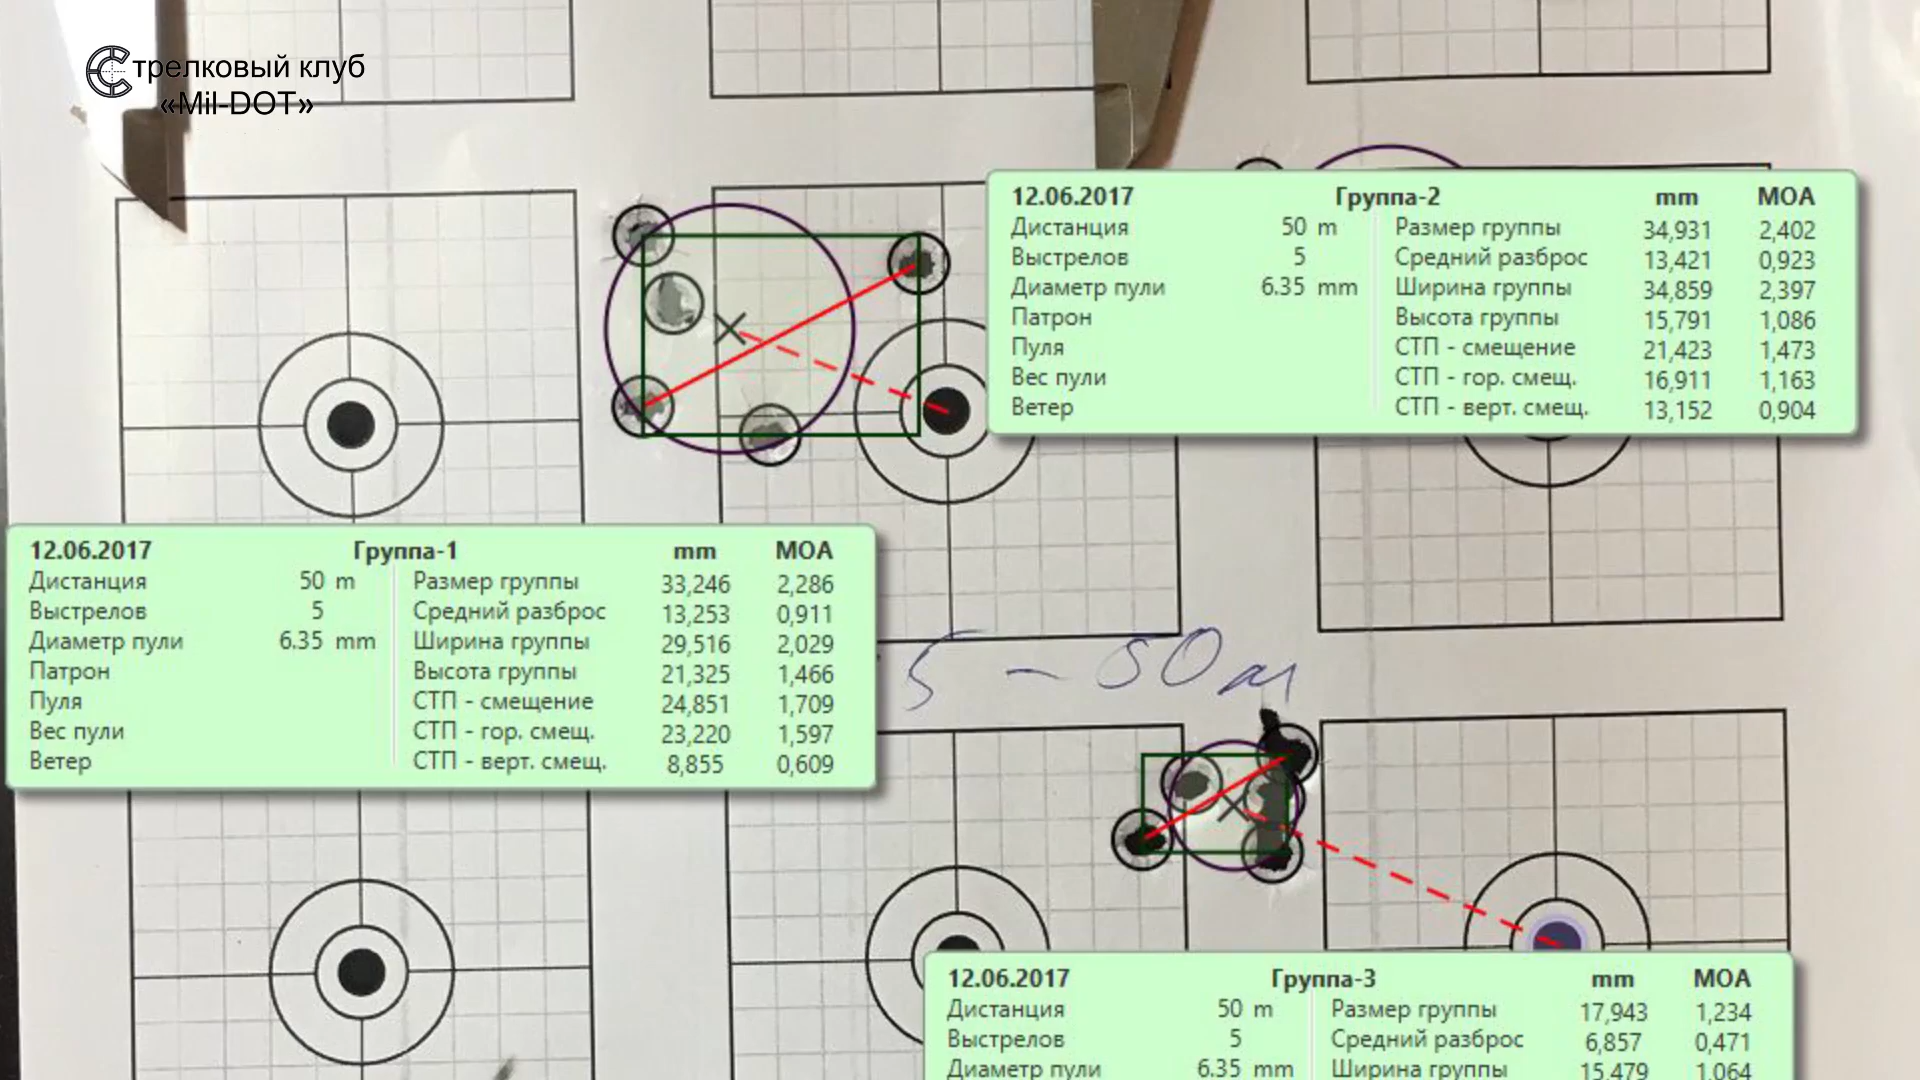 Стрелковый клуб
«Mil-DOT»
12.06.2017 Группа-2 mm MOA
Дистанция 50 m Размер группы 34,931 2,402
Выстрелов 5 Средний разброс 13,421 0,923
Диаметр пули 6.35 mm Ширина группы 34,859 2,397
Патрон Высота группы 15,791 1,086
Пуля СТП - смещение 21,423 1,473
Вес пули СТП - гор. смещ. 16,911 1,163
Ветер СТП - верт. смещ. 13,152 0,904
12.06.2017 Группа-1 mm MOA
Дистанция 50 m Размер группы 33,246 2,286
Выстрелов 5 Средний разброс 13,253 0,911
Диаметр пули 6.35 mm Ширина группы 29,516 2,029
Патрон Высота группы 21,325 1,466
Пуля СТП - смещение 24,851 1,709
Вес пули СТП - гор. смещ. 23,220 1,597
Ветер СТП - верт. смещ. 8,855 0,609
5 - 50м
12.06.2017 Группа-3 mm MOA
Дистанция 50 m Размер группы 17,943 1,234
Выстрелов 5 Средний разброс 6,857 0,471
Диаметр пули 6.35 mm Ширина группы 15,479 1,064